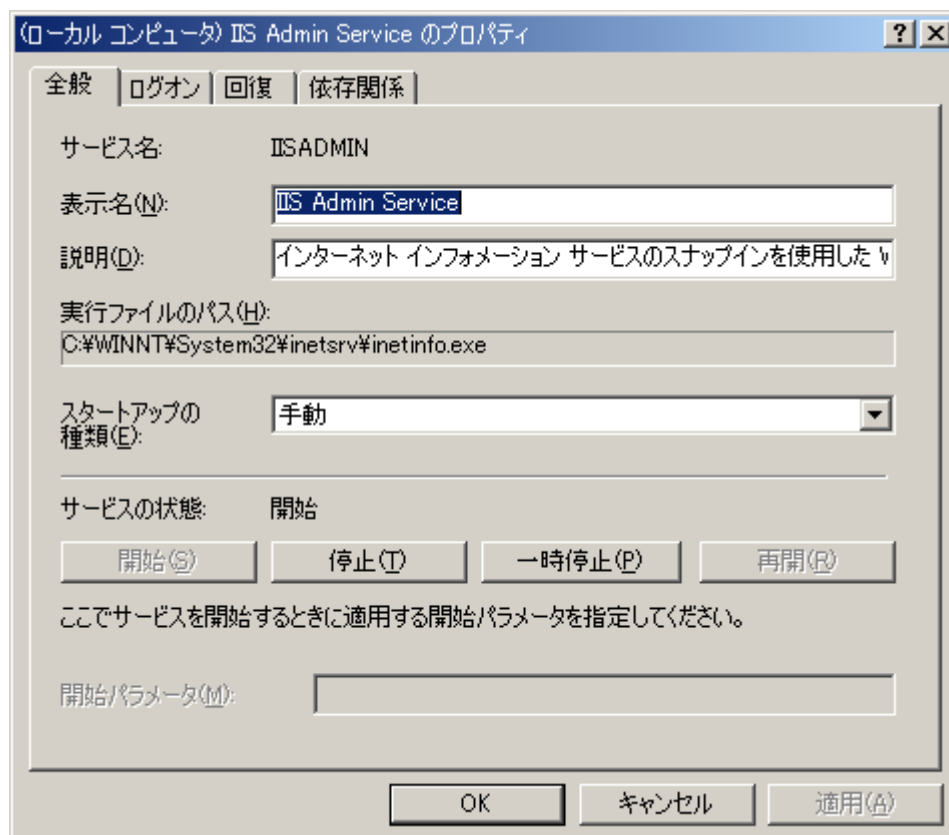 (ローカル コンピュータ) IIS Admin Service のプロパティ
全般 ログオン 回復 依存関係
サービス名: IISADMIN
表示名(N): IIS Admin Service
説明(D): インターネット インフォメーション サービスのスナップインを使用した
実行ファイルのパス(H):
C:¥WINNT¥System32¥inetsrv¥inetinfo.exe
スタートアップの
種類(E): 手動
サービスの状態: 開始
開始(S) 停止(T) 一時停止(P) 再開(R)
ここでサービスを開始するときに適用する開始パラメータを指定してください。
開始パラメータ(M):
OK キャンセル 適用(A)